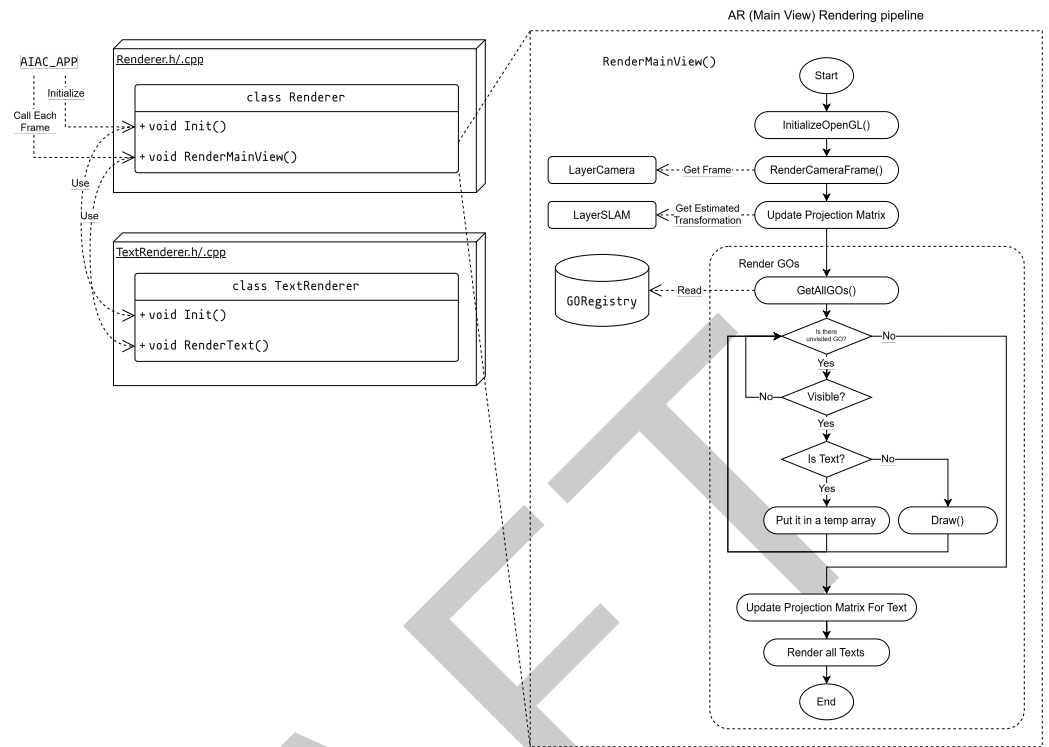 AR (Main View) Rendering pipeline
AIAC_APP
Initialize
Call Each
Frame
Renderer.h/.cpp
class Renderer
+ void Init()
+ void RenderMainView()
Use
Use
TextRenderer.h/.cpp
class TextRenderer
+ void Init()
+ void RenderText()
RenderMainView()
Start
InitializeOpenGL()
LayerCamera
Get Frame
RenderCameraFrame()
LayerSLAM
Get Estimated
Transformation
Update Projection Matrix
Render GOs
GORegistry
Read
GetAllGOs()
Is there
unvisited GO?
No
Yes
No
Visible?
Yes
Is Text?
No
Yes
Put it in a temp array
Draw()
Update Projection Matrix For Text
Render all Texts
End